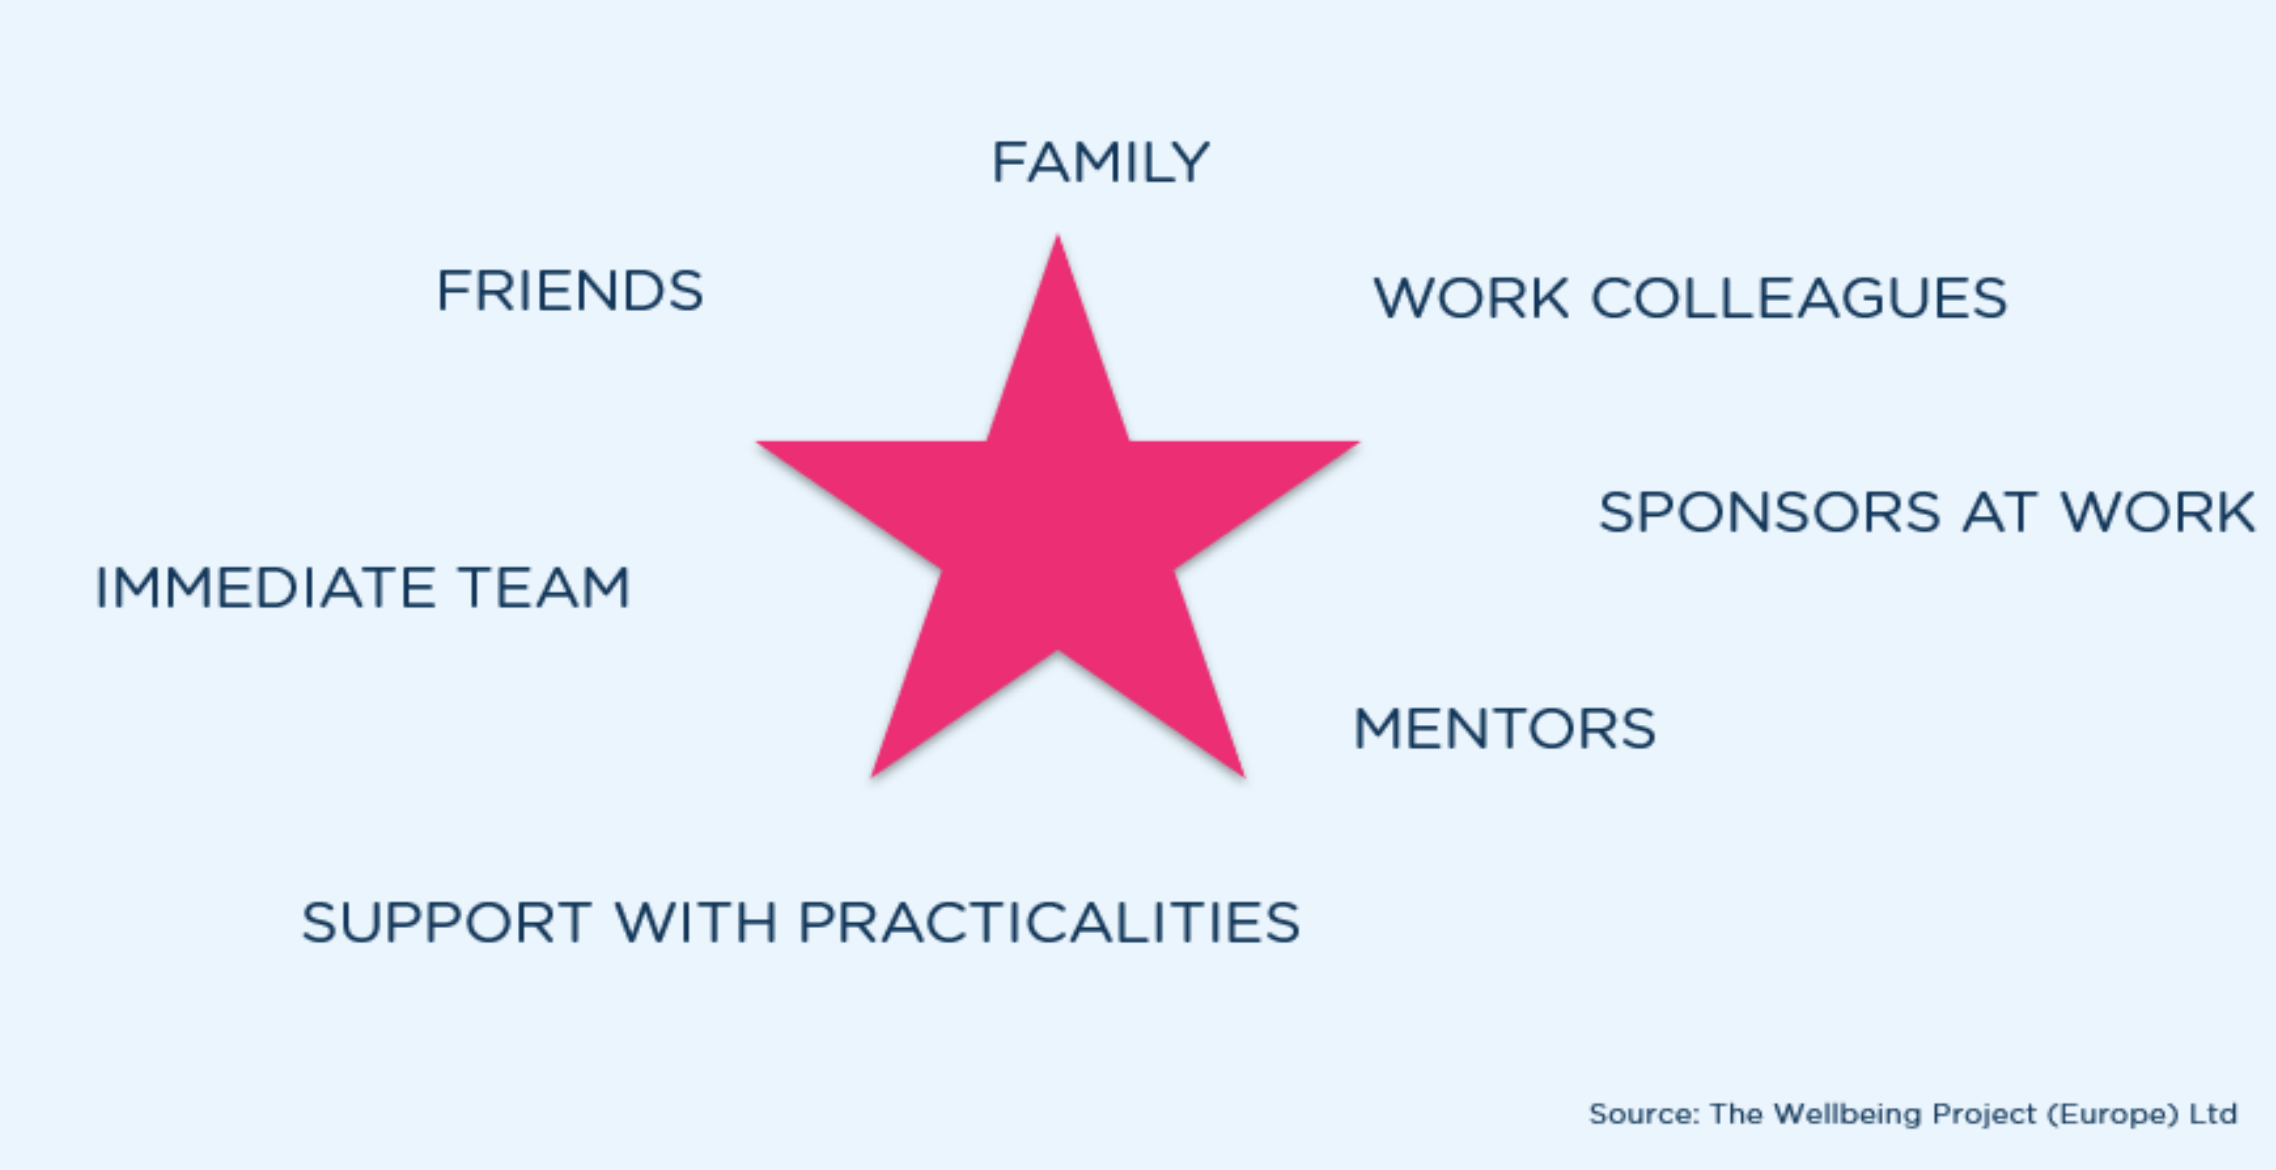 FAMILY
FRIENDS
WORK COLLEAGUES
SPONSORS AT WORK
IMMEDIATE TEAM
MENTORS
SUPPORT WITH PRACTICALITIES
Source: The Wellbeing Project (Europe) Ltd